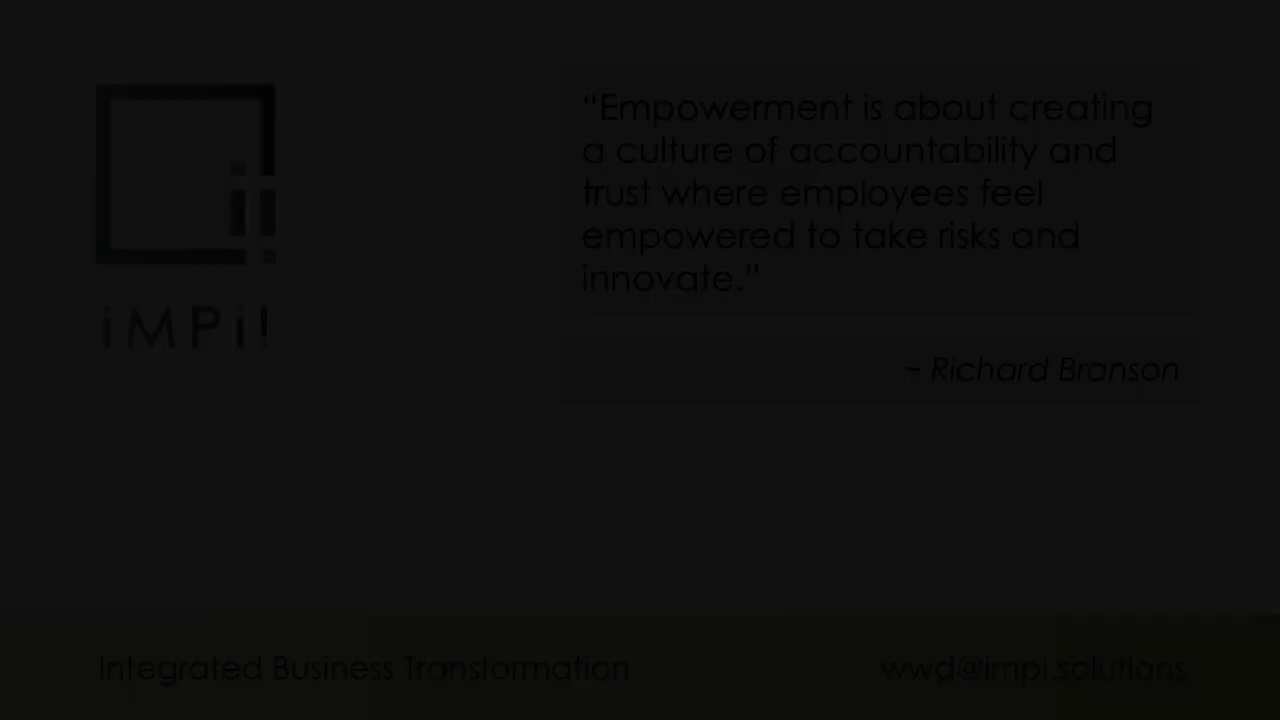 “Empowerment is about creating
a culture of accountability and
trust where employees feel
empowered to take risks and
innovate.”
iMPi!
~ Richard Branson
Integrated Business Transformation
wwd@impi.solutions